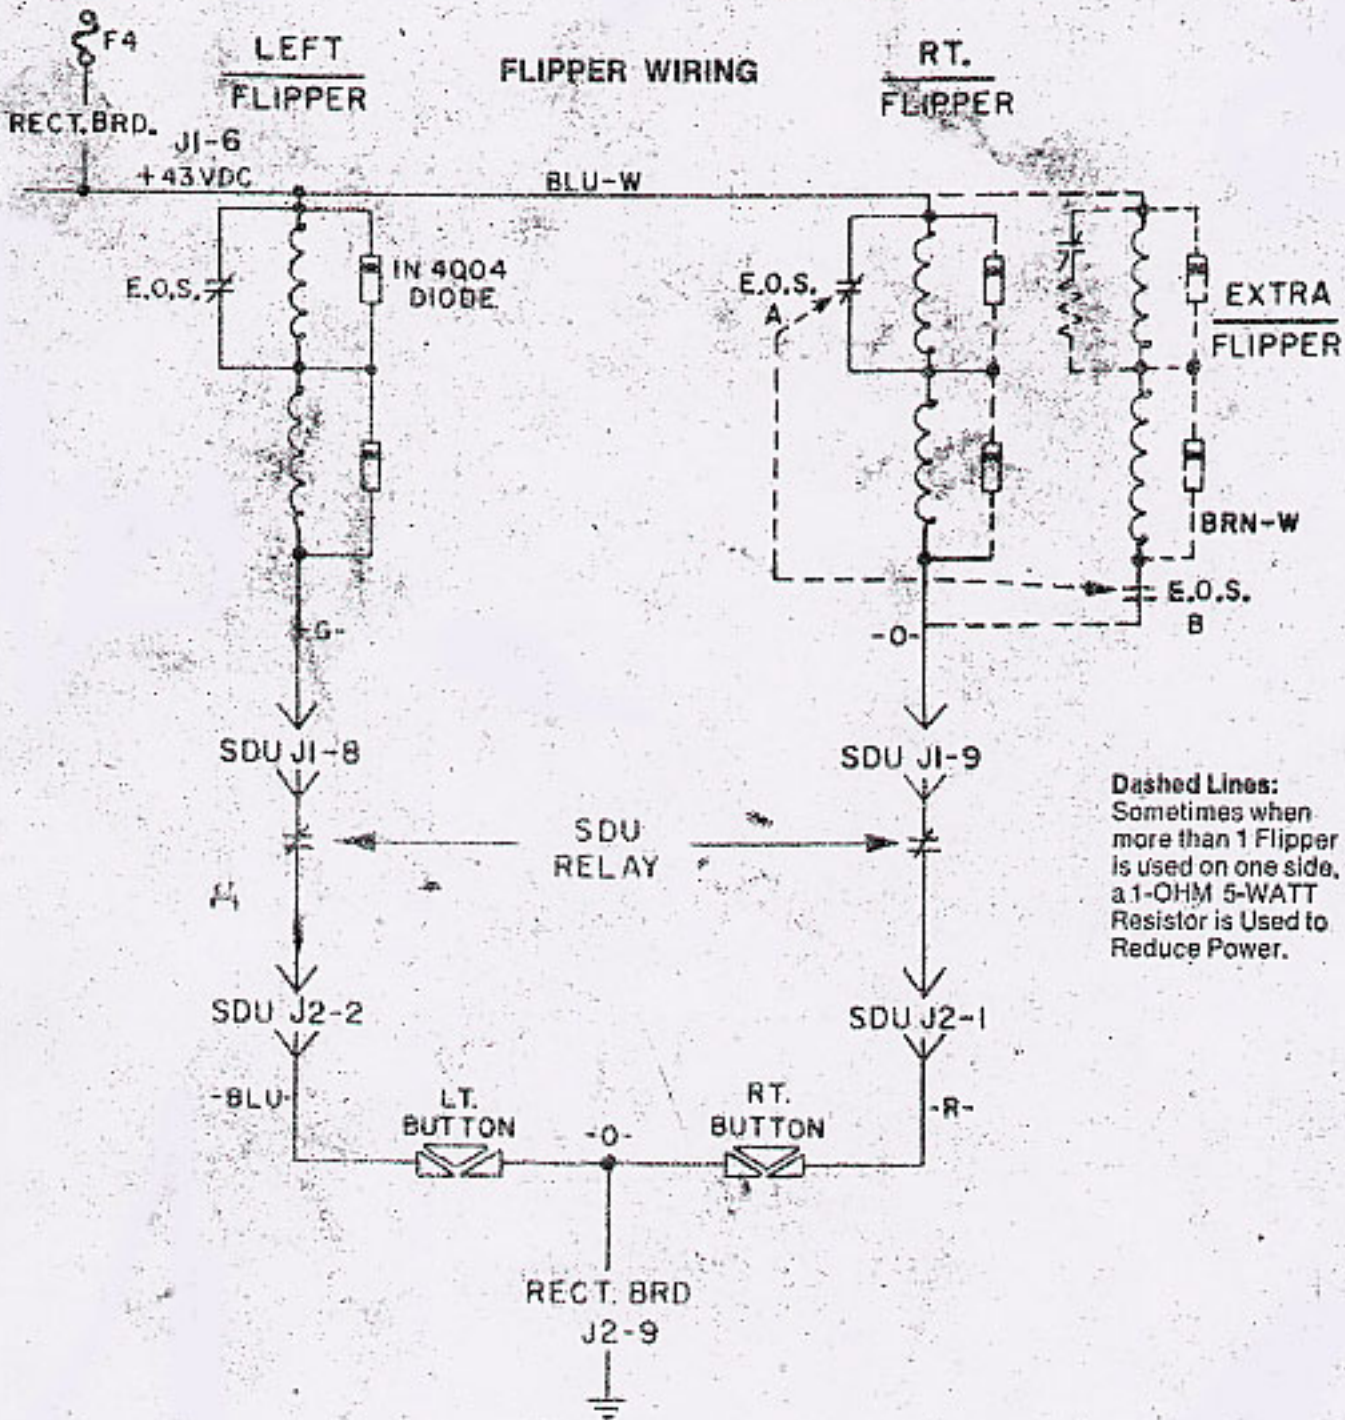 F4
LEFT
FLIPPER
FLIPPER WIRING
RT.
FLIPPER
RECT. BRD.
J1-6
+43VDC
BLU-W
E.O.S.
IN 4004
DIODE
E.O.S.
A
EXTRA
FLIPPER
BRN-W
E.O.S.
B
-G-
-O-
SDU J1-8
SDU J1-9
SDU
RELAY
Dashed Lines:
Sometimes when
more than 1 Flipper
is used on one side,
a 1-OHM 5-WATT
Resistor is Used to
Reduce Power.
SDU J2-2
SDU J2-1
-BLU-
LT.
BUTTON
-O-
RT.
BUTTON
-R-
RECT. BRD
J2-9